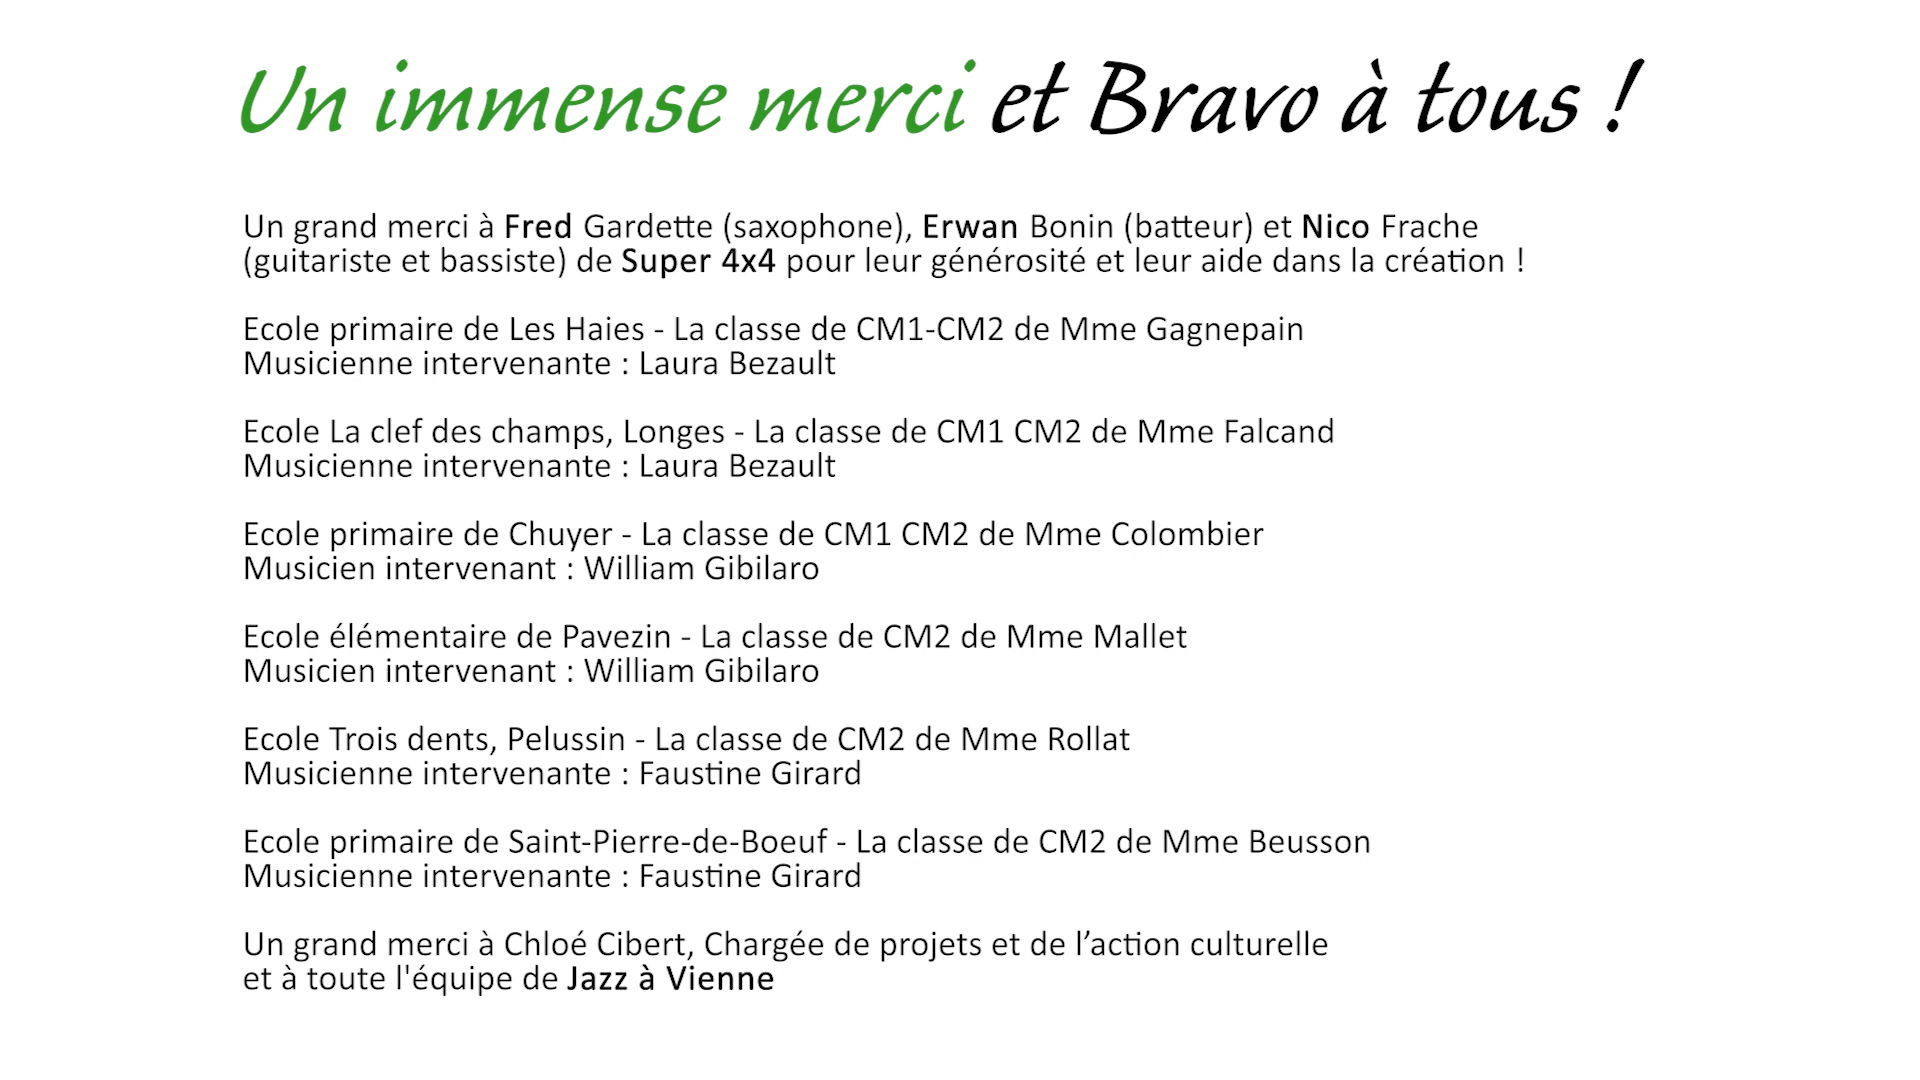 Un immense merci et Bravo à tous !
Un grand merci à Fred Gardette (saxophone), Erwan Bonin (batteur) et Nico Frache
(guitariste et bassiste) de Super 4x4 pour leur générosité et leur aide dans la création !
Ecole primaire de Les Haies - La classe de CM1-CM2 de Mme Gagnepain
Musicienne intervenante : Laura Bezault
Ecole La clef des champs, Longes - La classe de CM1 CM2 de Mme Falcand
Musicienne intervenante : Laura Bezault
Ecole primaire de Chuyer - La classe de CM1 CM2 de Mme Colombier
Musicien intervenant : William Gibilaro
Ecole élémentaire de Pavezin - La classe de CM2 de Mme Mallet
Musicien intervenant : William Gibilaro
Ecole Trois dents, Pelussin - La classe de CM2 de Mme Rollat
Musicienne intervenante : Faustine Girard
Ecole primaire de Saint-Pierre-de-Boeuf - La classe de CM2 de Mme Beusson
Musicienne intervenante : Faustine Girard
Un grand merci à Chloé Cibert, Chargée de projets et de l’action culturelle
et à toute l'équipe de Jazz à Vienne